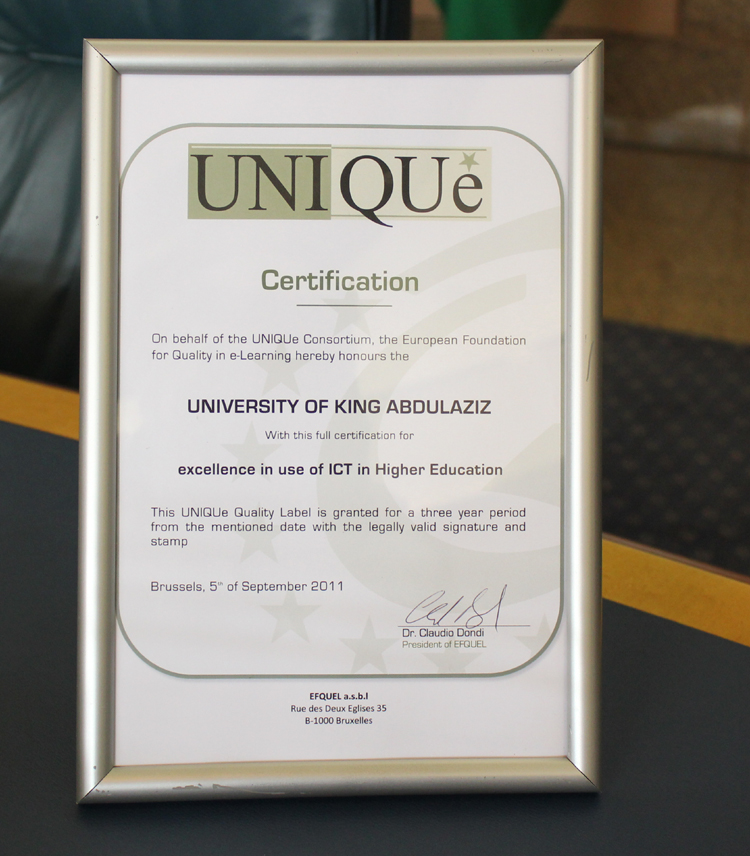 UNIQUe
Certification
On behalf of the UNIQUe Consortium, the European Foundation
for Quality in e-Learning hereby honours the
UNIVERSITY OF KING ABDULAZIZ
With this full certification for
excellence in use of ICT in Higher Education
This UNIQUe Quality Label is granted for a three year period
from the mentioned date with the legally valid signature and
stamp
Brussels, 5th of September 2011
Dr. Claudio Dondi
President of EFQUEL
EFQUEL a.s.b.l
Rue des Deux Eglises 35
B-1000 Bruxelles